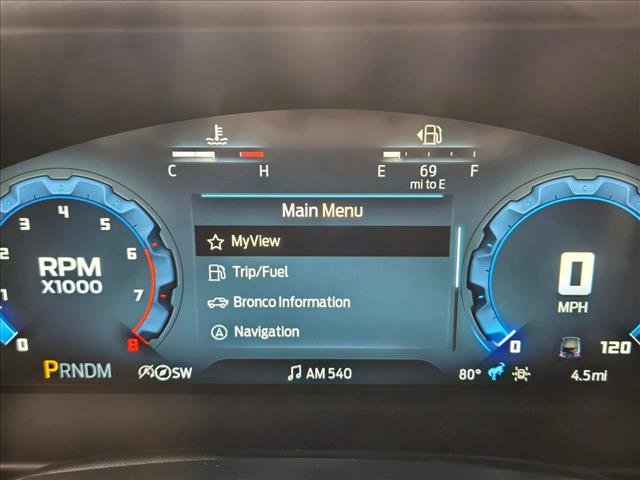 C H
E 69 F
mi to E
Main Menu
MyView
Trip/Fuel
Bronco Information
Navigation
RPM
X1000
0 1 2 3 4 5 6 7 8
0
MPH
0 120
PRNDM
SW
AM 540
80°
4.5mi